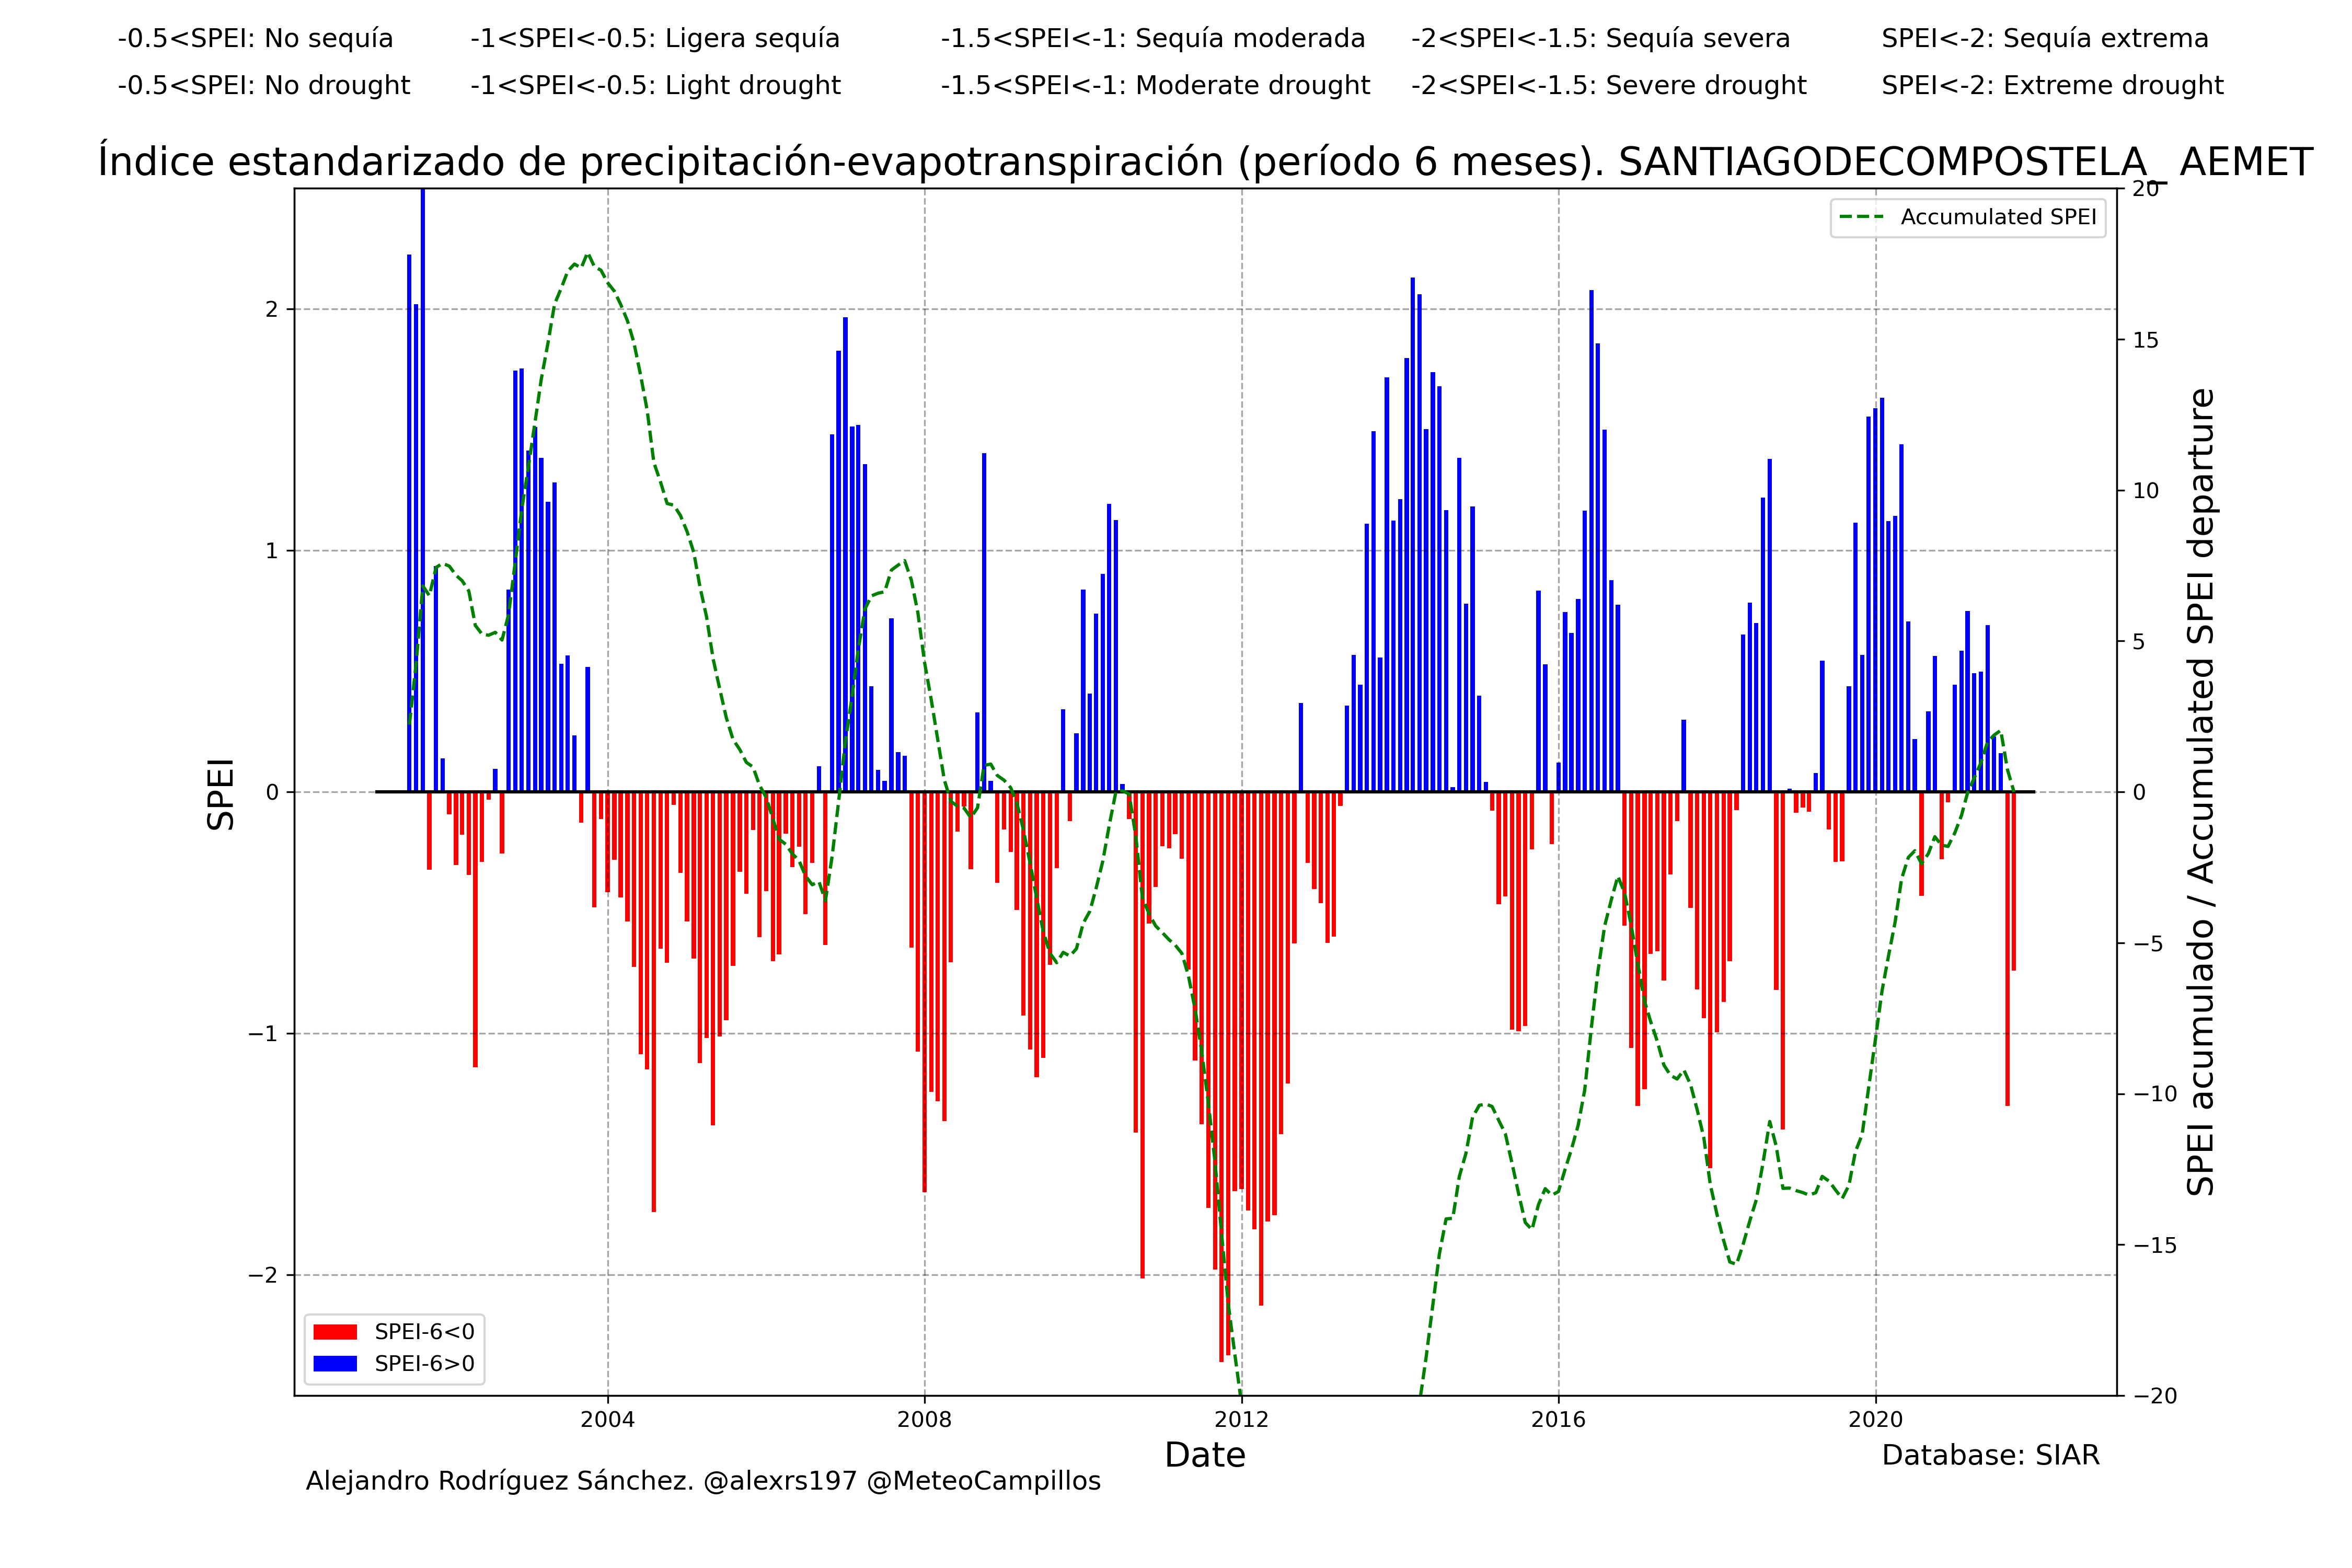 -0.5<SPEI: No sequía -1<SPEI<-0.5: Ligera sequía -1.5<SPEI<-1: Sequía moderada -2<SPEI<-1.5: Sequía severa SPEI<-2: Sequía extrema
-0.5<SPEI: No drought -1<SPEI<-0.5: Light drought -1.5<SPEI<-1: Moderate drought -2<SPEI<-1.5: Severe drought SPEI<-2: Extreme drought
Índice estandarizado de precipitación-evapotranspiración (período 6 meses). SANTIAGODECOMPOSTELA_ AEMET
Accumulated SPEI
2
1
0
−1
−2
SPEI
20
15
10
5
0
−5
−10
−15
−20
SPEI acumulado / Accumulated SPEI departure
SPEI-6<0
SPEI-6>0
2004 2008 2012 2016 2020
Date
Database: SIAR
Alejandro Rodríguez Sánchez. @alexrs197 @MeteoCampillos